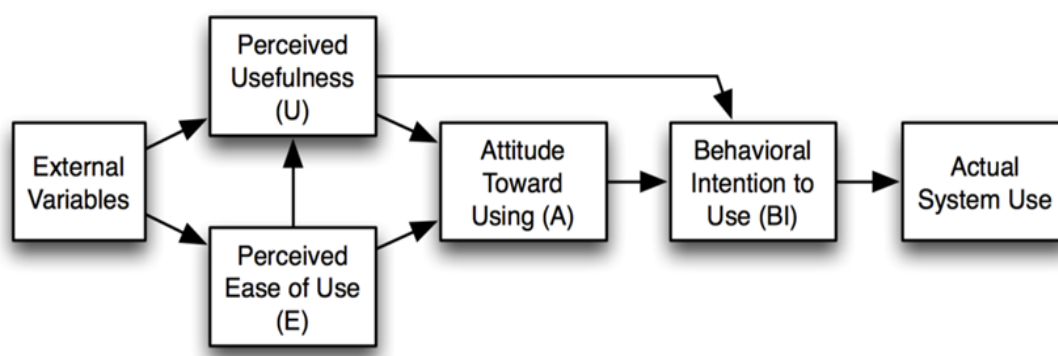 External
Variables
Perceived
Usefulness
(U)
Perceived
Ease of Use
(E)
Attitude
Toward
Using (A)
Behavioral
Intention to
Use (BI)
Actual
System Use